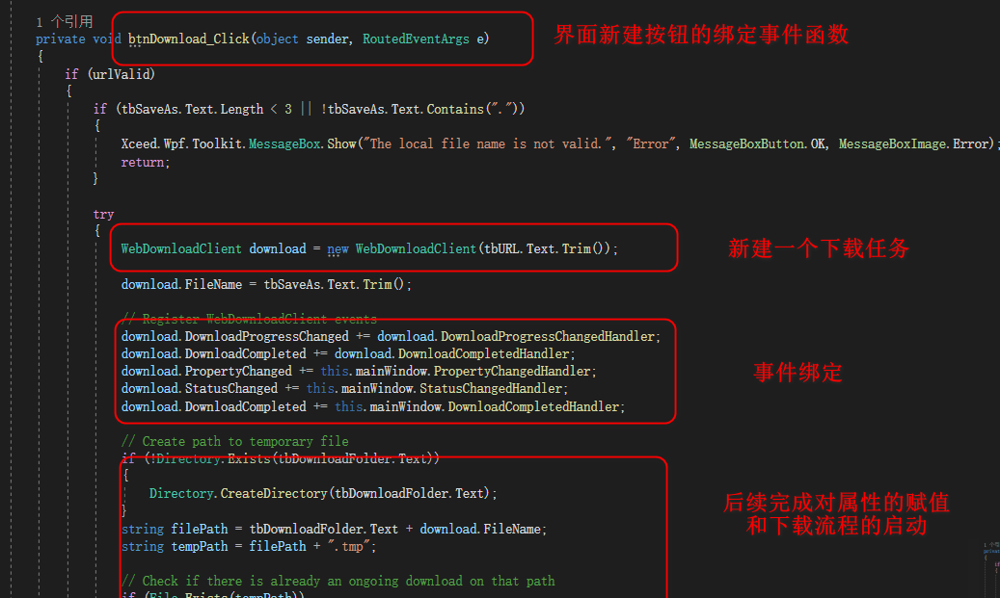 1 个引用
private void btnDownload_Click(object sender, RoutedEventArgs e)
界面新建按钮的绑定事件函数
{
if (urlValid)
{
if (tbSaveAs.Text.Length < 3 || !tbSaveAs.Text.Contains("."))
{
Xceed.Wpf.Toolkit.MessageBox.Show("The local file name is not valid.", "Error", MessageBoxButton.OK, MessageBoxImage.Error);
return;
}
try
{
WebDownloadClient download = new WebDownloadClient(tbURL.Text.Trim());
新建一个下载任务
download.FileName = tbSaveAs.Text.Trim();
// Register WebDownloadClient events
download.DownloadProgressChanged += download.DownloadProgressChangedHandler;
download.DownloadCompleted += download.DownloadCompletedHandler;
download.PropertyChanged += this.mainWindow.PropertyChangedHandler;
事件绑定
download.StatusChanged += this.mainWindow.StatusChangedHandler;
download.DownloadCompleted += this.mainWindow.DownloadCompletedHandler;
// Create path to temporary file
if (!Directory.Exists(tbDownloadFolder.Text))
{
Directory.CreateDirectory(tbDownloadFolder.Text);
}
后续完成对属性的赋值
和下载流程的启动
string filePath = tbDownloadFolder.Text + download.FileName;
string tempPath = filePath + ".tmp";
// Check if there is already an ongoing download on that path
if (File.Exists(tempPath))